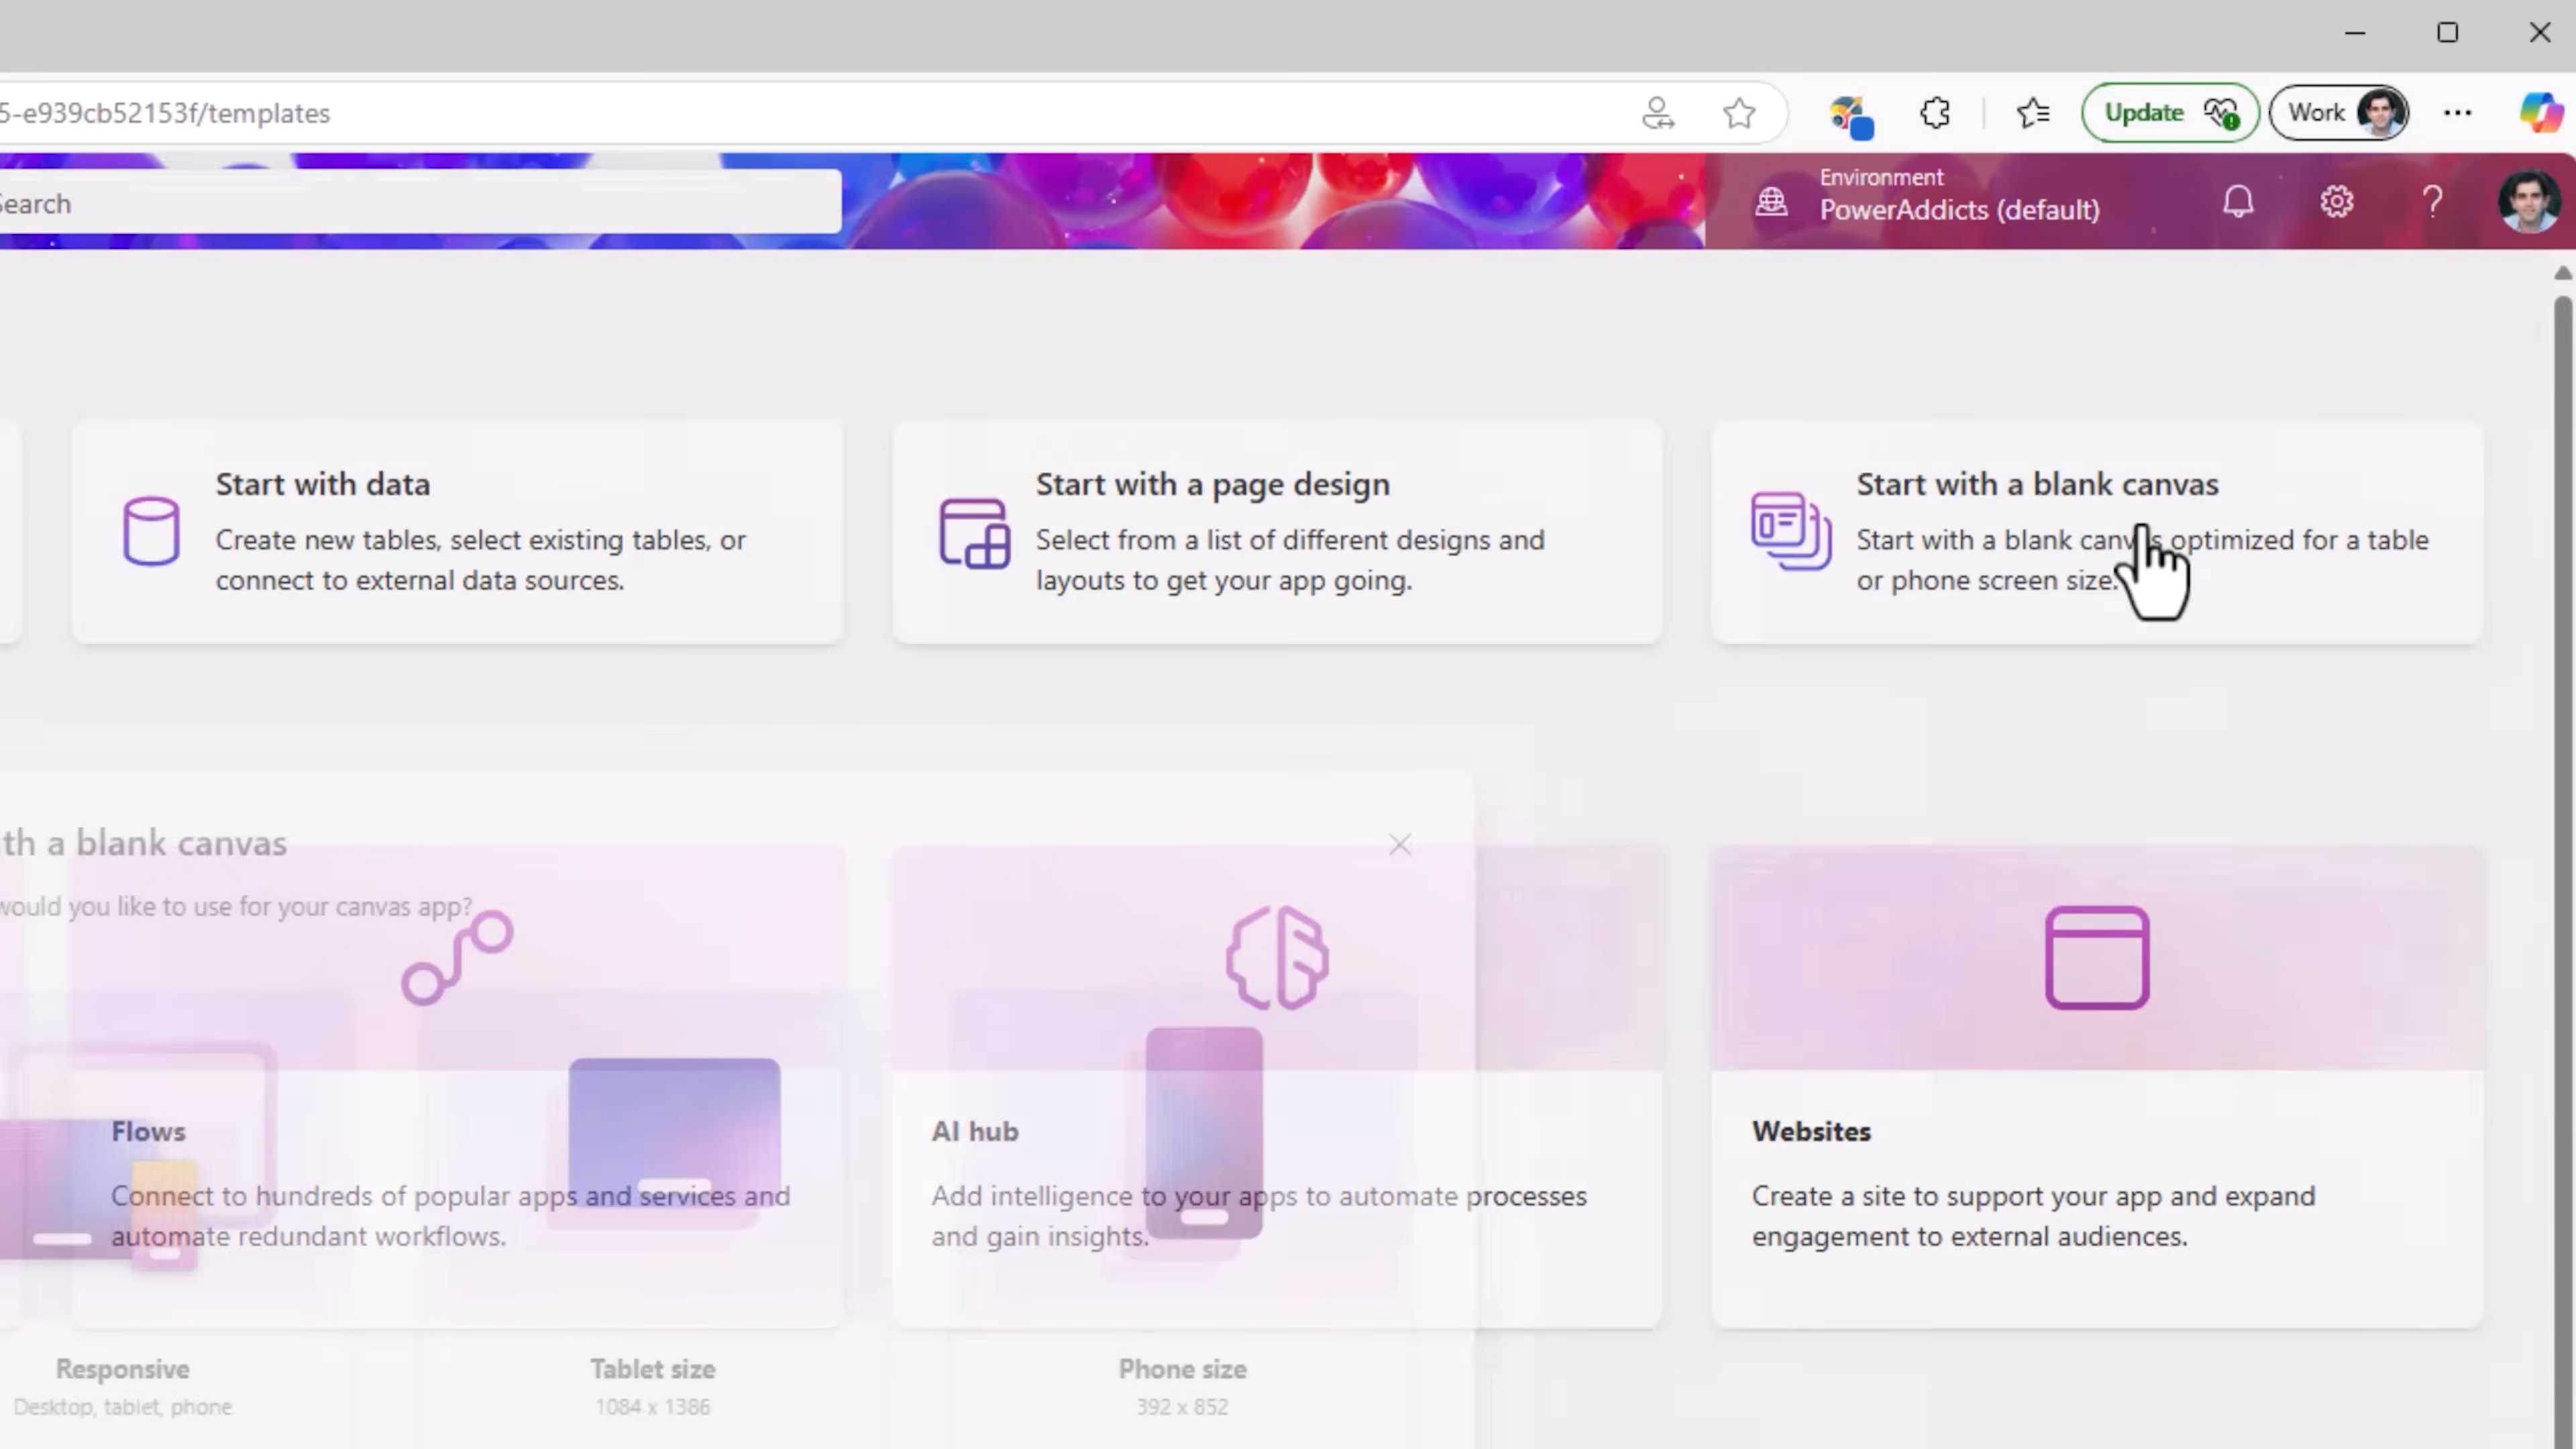 5-e939cb52153f/templates
Update
Work
Search
Environment
PowerAddicts (default)
Start with data
Create new tables, select existing tables, or
connect to external data sources.
Start with a page design
Select from a list of different designs and
layouts to get your app going.
Start with a blank canvas
Start with a blank canvas optimized for a table
or phone screen size.
th a blank canvas
would you like to use for your canvas app?
Flows
Connect to hundreds of popular apps and services and
automate redundant workflows.
AI hub
Add intelligence to your apps to automate processes
and gain insights.
Websites
Create a site to support your app and expand
engagement to external audiences.
Responsive
Desktop, tablet, phone
Tablet size
1084 x 1386
Phone size
392 x 852